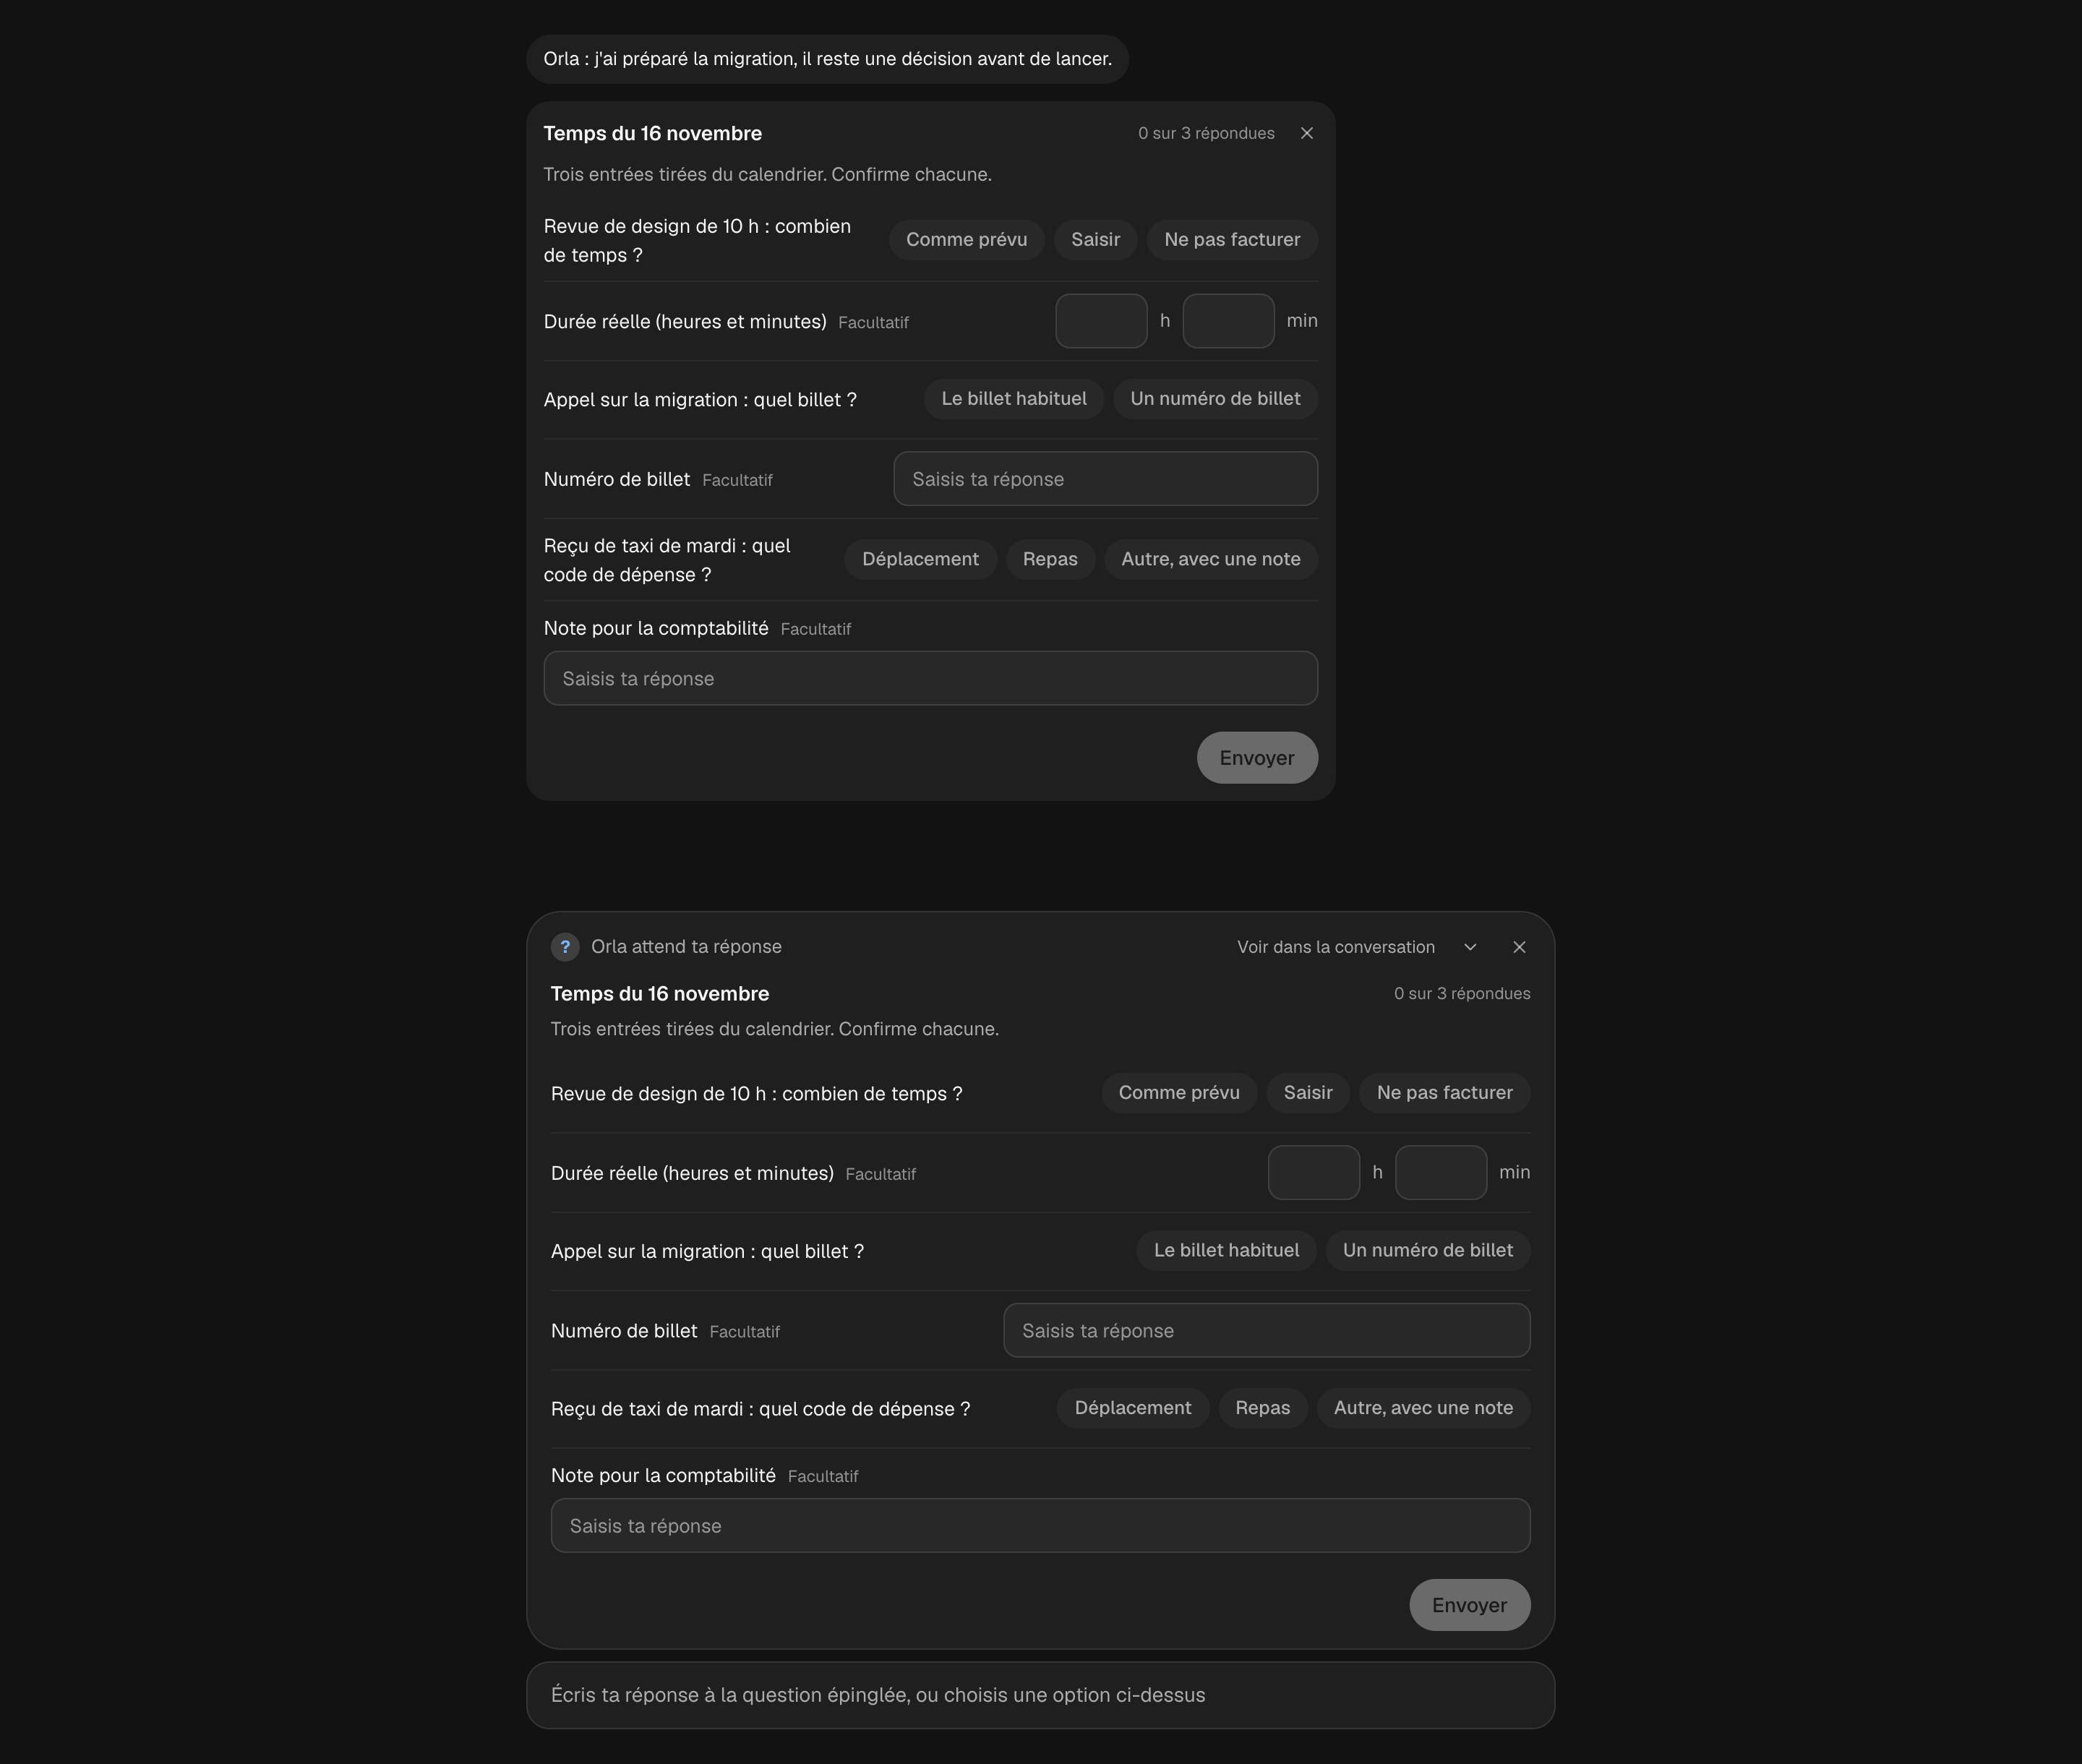 Orla : j'ai préparé la migration, il reste une décision avant de lancer.
Temps du 16 novembre
0 sur 3 répondues
Trois entrées tirées du calendrier. Confirme chacune.
Revue de design de 10 h : combien
de temps ?
Comme prévu
Saisir
Ne pas facturer
Durée réelle (heures et minutes) Facultatif
h
min
Appel sur la migration : quel billet ?
Le billet habituel
Un numéro de billet
Numéro de billet Facultatif
Saisis ta réponse
Reçu de taxi de mardi : quel
code de dépense ?
Déplacement
Repas
Autre, avec une note
Note pour la comptabilité Facultatif
Saisis ta réponse
Envoyer
? Orla attend ta réponse
Voir dans la conversation
Temps du 16 novembre
0 sur 3 répondues
Trois entrées tirées du calendrier. Confirme chacune.
Revue de design de 10 h : combien de temps ?
Comme prévu
Saisir
Ne pas facturer
Durée réelle (heures et minutes) Facultatif
h
min
Appel sur la migration : quel billet ?
Le billet habituel
Un numéro de billet
Numéro de billet Facultatif
Saisis ta réponse
Reçu de taxi de mardi : quel code de dépense ?
Déplacement
Repas
Autre, avec une note
Note pour la comptabilité Facultatif
Saisis ta réponse
Envoyer
Écris ta réponse à la question épinglée, ou choisis une option ci-dessus